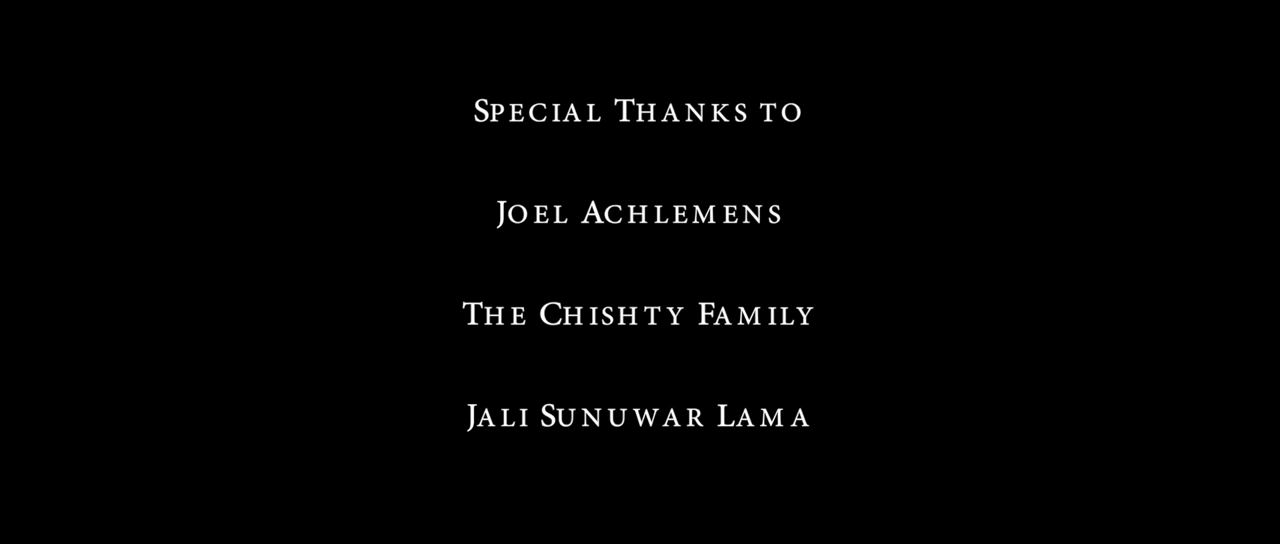 Special Thanks to
Joel Achlemens
The Chishty Family
Jali Sunuwar Lama